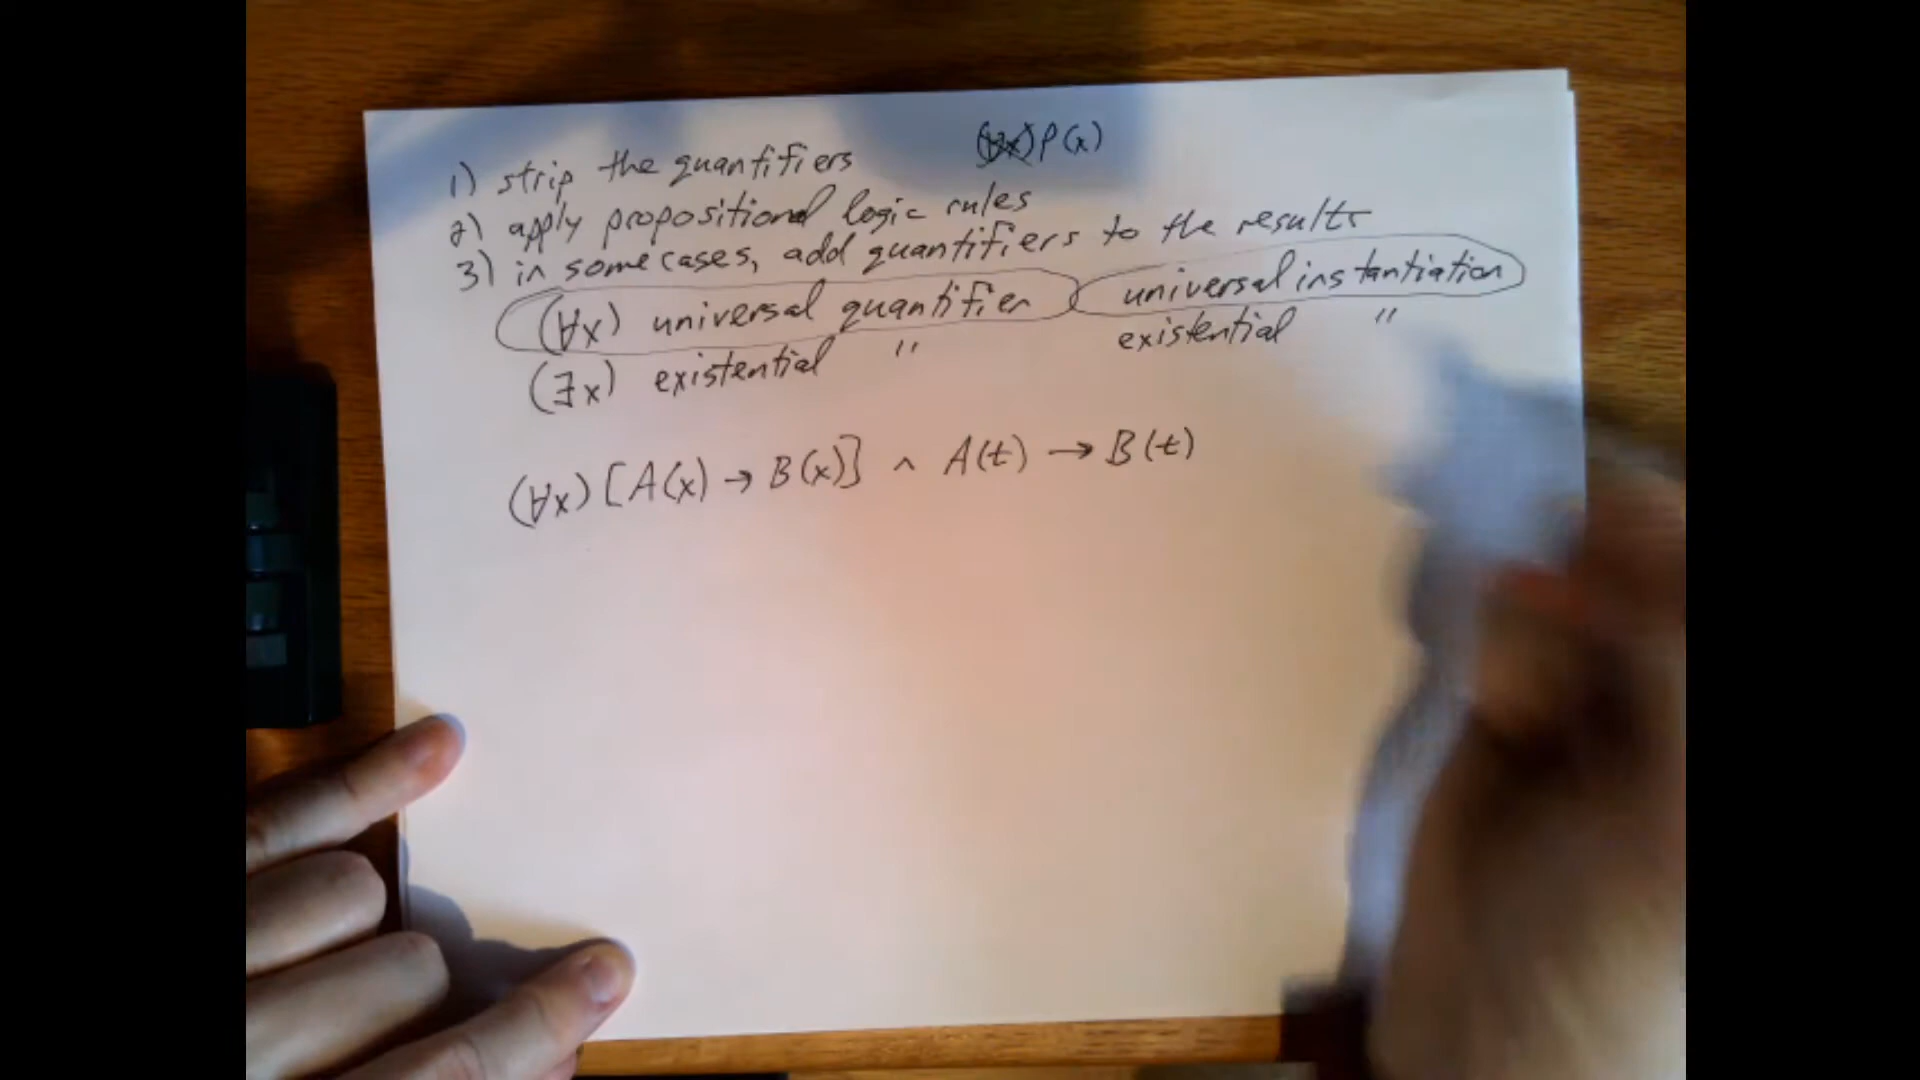 (∀x) P(x)
1) strip the quantifiers
2) apply propositional logic rules
3) in some cases, add quantifiers to the results
(∀x) universal quantifier universal instantiation
(∃x) existential " existential "
(∀x)[A(x) → B(x)] ∧ A(t) → B(t)